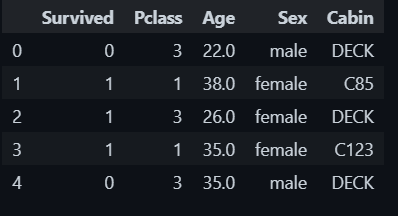 Survived Pclass Age Sex Cabin
0 0 3 22.0 male DECK
1 1 1 38.0 female C85
2 1 3 26.0 female DECK
3 1 1 35.0 female C123
4 0 3 35.0 male DECK